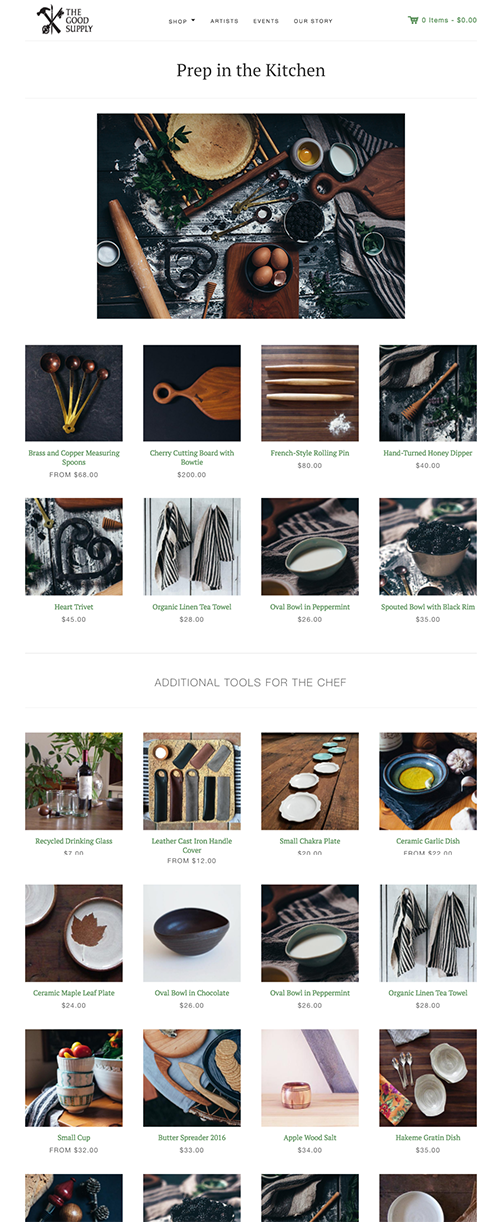 THE
GOOD
SUPPLY
SHOP ARTISTS EVENTS OUR STORY
0 Items - $0.00
Prep in the Kitchen
Brass and Copper Measuring
Spoons
FROM $68.00
Cherry Cutting Board with
Bowtie
$200.00
French-Style Rolling Pin
$80.00
Hand-Turned Honey Dipper
$40.00
Heart Trivet
$45.00
Organic Linen Tea Towel
$28.00
Oval Bowl in Peppermint
$26.00
Spouted Bowl with Black Rim
$35.00
ADDITIONAL TOOLS FOR THE CHEF
Recycled Drinking Glass
$7.00
Leather Cast Iron Handle
Cover
FROM $12.00
Small Chakra Plate
$20.00
Ceramic Garlic Dish
FROM $22.00
Ceramic Maple Leaf Plate
$24.00
Oval Bowl in Chocolate
$26.00
Oval Bowl in Peppermint
$26.00
Organic Linen Tea Towel
$28.00
Small Cup
FROM $32.00
Butter Spreader 2016
$33.00
Apple Wood Salt
$34.00
Hakeme Gratin Dish
$35.00